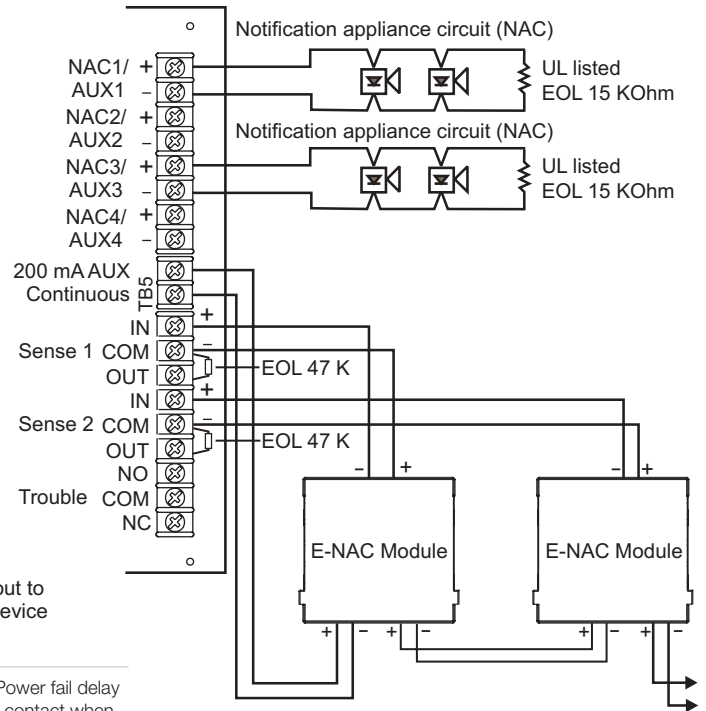 Notification appliance circuit (NAC)
NAC1/ +
AUX1 –
UL listed
EOL 15 KOhm
NAC2/ +
AUX2 –
Notification appliance circuit (NAC)
NAC3/ +
AUX3 –
UL listed
EOL 15 KOhm
NAC4/ +
AUX4 –
200 mA AUX
Continuous
TB5
IN +
Sense 1 COM –
OUT
EOL 47 K
IN +
Sense 2 COM –
OUT
EOL 47 K
NO
Trouble COM
NC
– +
– +
E-NAC Module
E-NAC Module
+ – + –
+ – + –
out to
evice
Power fail delay
contact when